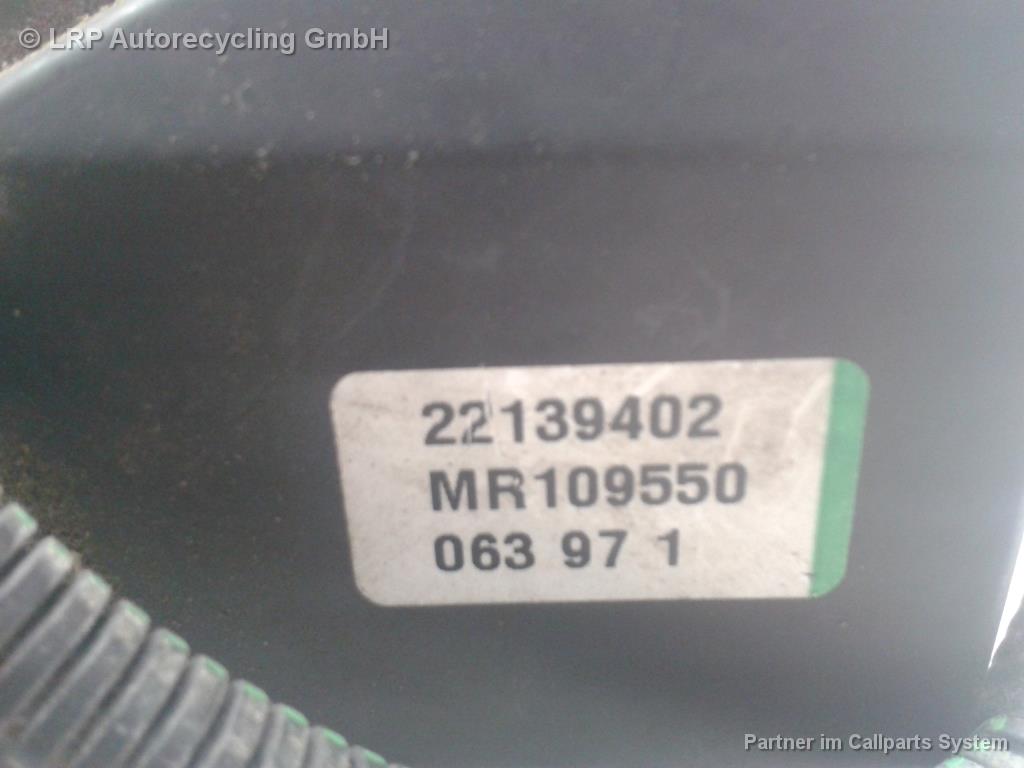 © LRP Autorecycling GmbH
22139402
MR109550
063 97 1
Partner im Callparts System